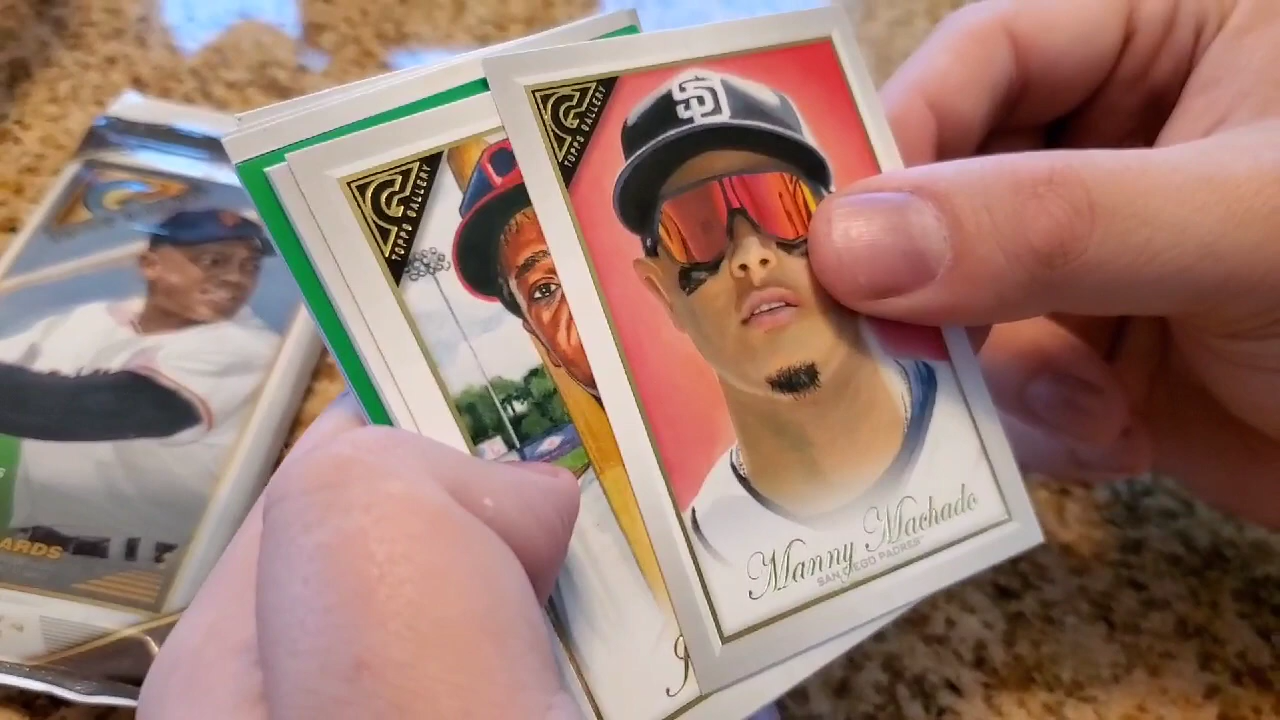 TOPPS GALLERY
SD
TOPPS GALLERY
Manny Machado
SAN DIEGO PADRES
ARDS